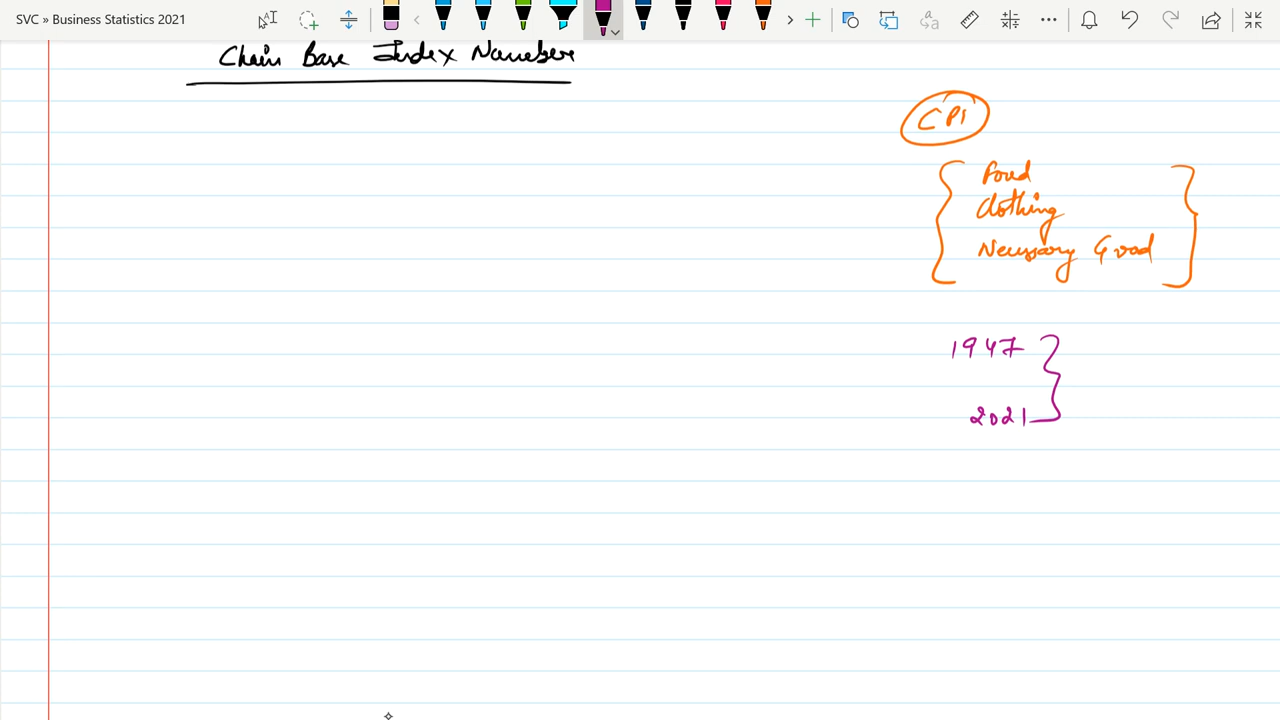 SVC » Business Statistics 2021
Chain Base Index Number
CPI
Food
Clothing
Necessary Good
1947
2021